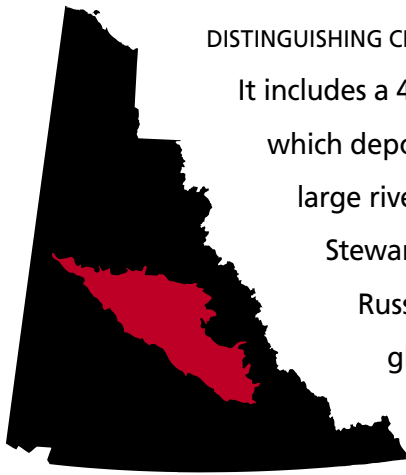 DISTINGUISHING C
It includes a 4
which depo
large rive
Stewar
Russ
g